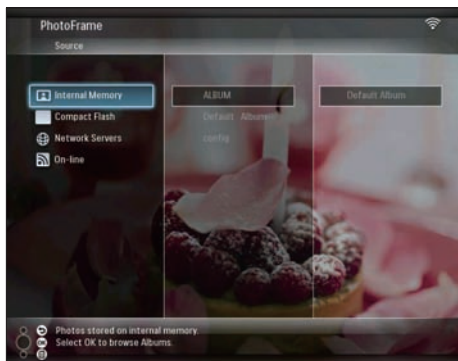 PhotoFrame
Source
Internal Memory
Compact Flash
Network Servers
On-line
ALBUM
Default Album
config
Default Album
Photos stored on internal memory.
Select OK to browse Albums.